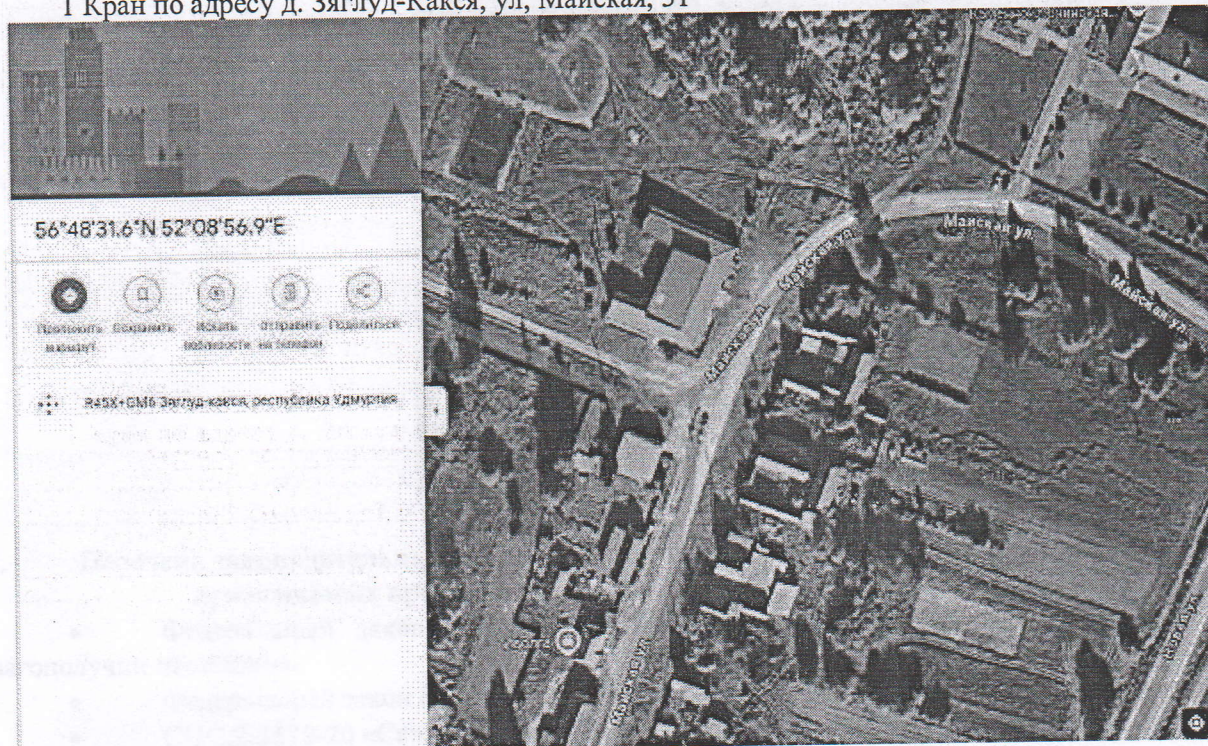 1 Кран по адресу д. Зяглуд-Какся, ул, Майская, 31
56°48'31.6"N 52°08'56.9"E
Проложить маршрут
Сохранить
Искать поблизости
Отправить на телефон
Поделиться
R45X+GM6 Зяглуд-какся, республика Удмуртия
Майская ул.
Майская ул.
Майская ул.
Майская ул.
Майская ул.